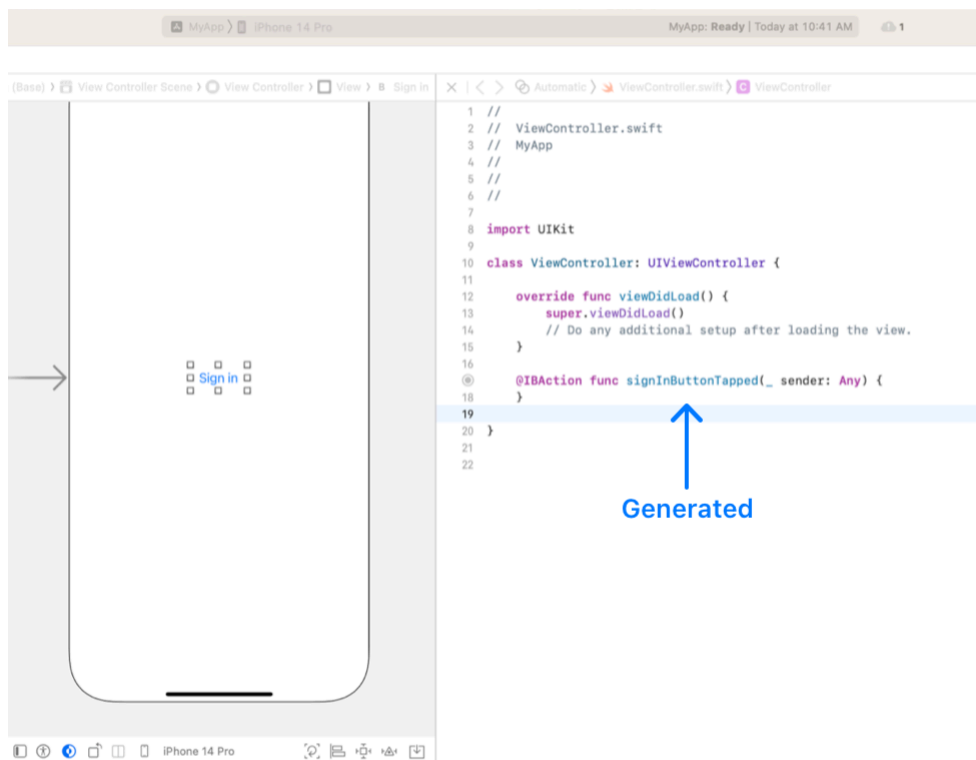 MyApp 〉 iPhone 14 Pro
MyApp: Ready | Today at 10:41 AM
1
(Base) 〉 View Controller Scene 〉 View Controller 〉 View 〉 B Sign in
Automatic 〉 ViewController.swift 〉 C ViewController
1 //
2 //  ViewController.swift
3 //  MyApp
4 //
5 //
6 //
7
8 import UIKit
9
10 class ViewController: UIViewController {
11
12     override func viewDidLoad() {
13         super.viewDidLoad()
14         // Do any additional setup after loading the view.
15     }
16
@IBAction func signInButtonTapped(_ sender: Any) {
18     }
19
20 }
21
22
Sign in
Generated
iPhone 14 Pro